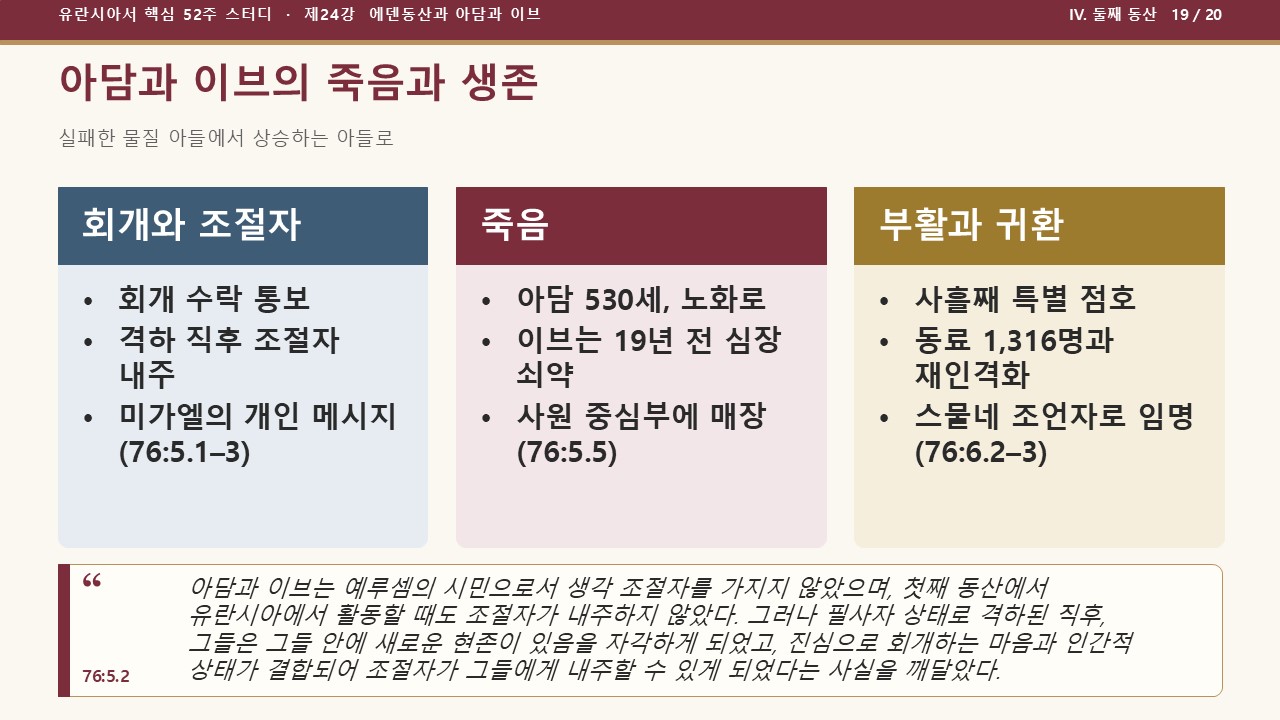 유란시아서 핵심 52주 스터디 · 제24강 에덴동산과 아담과 이브
IV. 둘째 동산 19 / 20
아담과 이브의 죽음과 생존
실패한 물질 아들에서 상승하는 아들로
회개와 조절자
• 회개 수락 통보
• 격하 직후 조절자
내주
• 미가엘의 개인 메시지
(76:5.1–3)
죽음
• 아담 530세, 노화로
• 이브는 19년 전 심장
쇠약
• 사원 중심부에 매장
(76:5.5)
부활과 귀환
• 사흘째 특별 점호
• 동료 1,316명과
재인격화
• 스물네 조언자로 임명
(76:6.2–3)
“
아담과 이브는 예루셈의 시민으로서 생각 조절자를 가지지 않았으며, 첫째 동산에서
유란시아에서 활동할 때도 조절자가 내주하지 않았다. 그러나 필사자 상태로 격하된 직후,
그들은 그들 안에 새로운 현존이 있음을 자각하게 되었고, 진심으로 회개하는 마음과 인간적
상태가 결합되어 조절자가 그들에게 내주할 수 있게 되었다는 사실을 깨달았다.
76:5.2